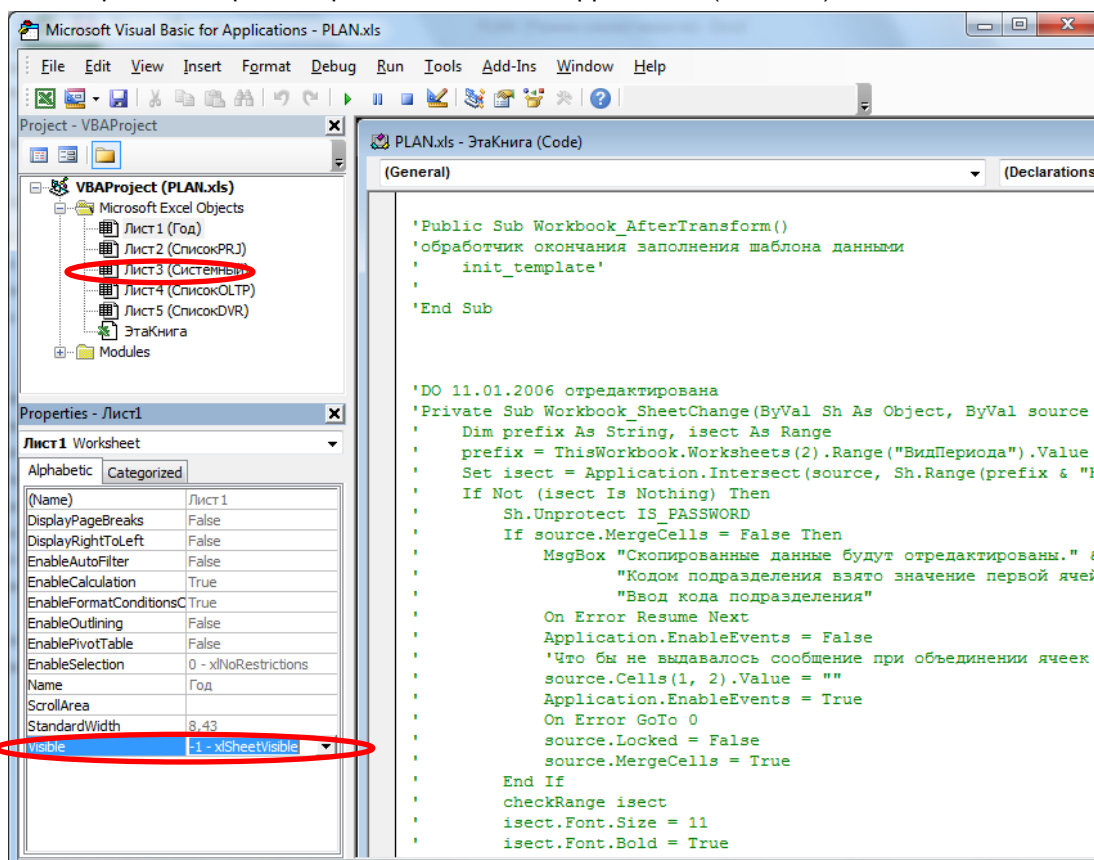 Microsoft Visual Basic for Applications - PLAN.xls
File Edit View Insert Format Debug Run Tools Add-Ins Window Help
Project - VBAProject
VBAProject (PLAN.xls)
Microsoft Excel Objects
Лист1 (Год)
Лист2 (СписокPRJ)
Лист3 (Системный)
Лист4 (СписокOLTP)
Лист5 (СписокDVR)
ЭтаКнига
Modules
Properties - Лист1
Лист1 Worksheet
Alphabetic Categorized
(Name) Лист1
DisplayPageBreaks False
DisplayRightToLeft False
EnableAutoFilter False
EnableCalculation True
EnableFormatConditionsC True
EnableOutlining False
EnablePivotTable False
EnableSelection 0 - xlNoRestrictions
Name Год
ScrollArea
StandardWidth 8,43
Visible -1 - xlSheetVisible
PLAN.xls - ЭтаКнига (Code)
(General) (Declarations
'Public Sub Workbook_AfterTransform()
'обработчик окончания заполнения шаблона данными
' init_template'
'
'End Sub
'DO 11.01.2006 отредактирована
'Private Sub Workbook_SheetChange(ByVal Sh As Object, ByVal source
' Dim prefix As String, isect As Range
' prefix = ThisWorkbook.Worksheets(2).Range("ВидПериода").Value
' Set isect = Application.Intersect(source, Sh.Range(prefix & "
' If Not (isect Is Nothing) Then
' Sh.Unprotect IS_PASSWORD
' If source.MergeCells = False Then
' MsgBox "Скопированные данные будут отредактированы." &
' "Кодом подразделения взято значение первой ячей
' "Ввод кода подразделения"
' On Error Resume Next
' Application.EnableEvents = False
' 'Что бы не выдавалось сообщение при объединении ячеек
' source.Cells(1, 2).Value = ""
' Application.EnableEvents = True
' On Error GoTo 0
' source.Locked = False
' source.MergeCells = True
' End If
' checkRange isect
' isect.Font.Size = 11
' isect.Font.Bold = True